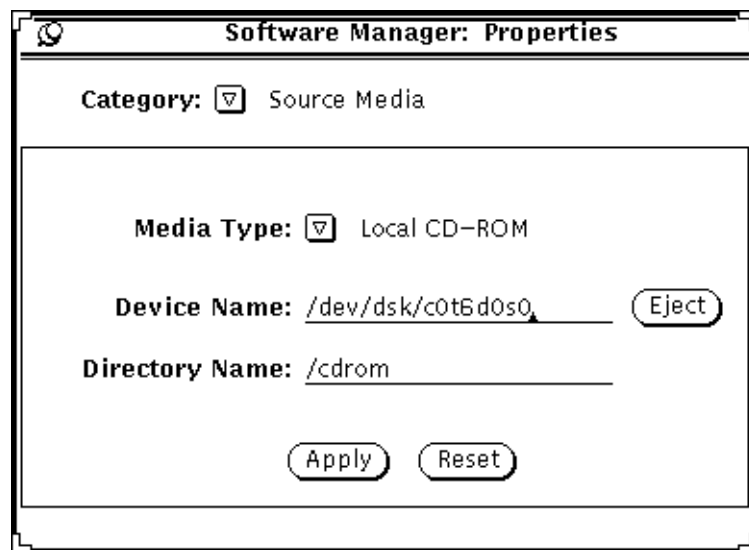 Software Manager: Properties
Category: Source Media
Media Type: Local CD-ROM
Device Name: /dev/dsk/c0t6d0s0 Eject
Directory Name: /cdrom
Apply Reset